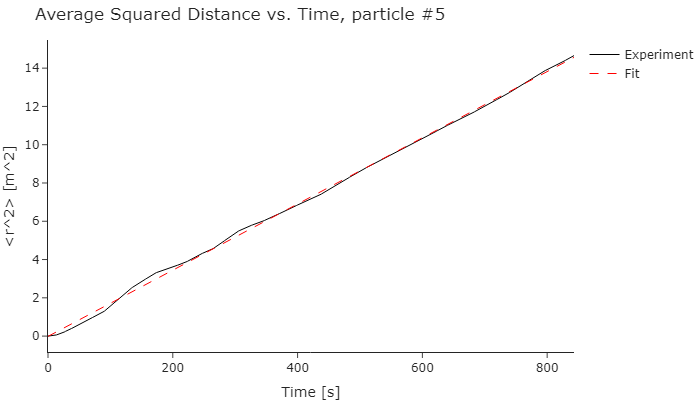 Average Squared Distance vs. Time, particle #5
Experiment
Fit
<r^2> [m^2]
14
12
10
8
6
4
2
0
0 200 400 600 800
Time [s]